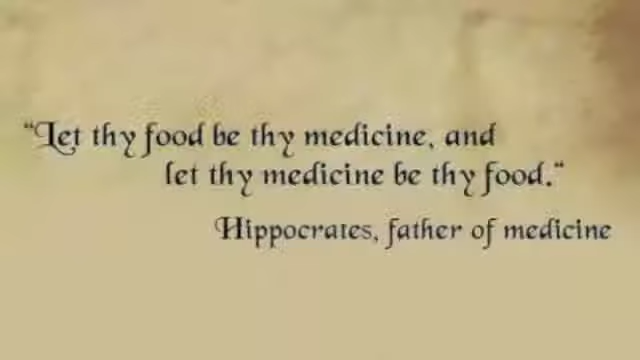 "Let thy food be thy medicine, and
let thy medicine be thy food."
Hippocrates, father of medicine